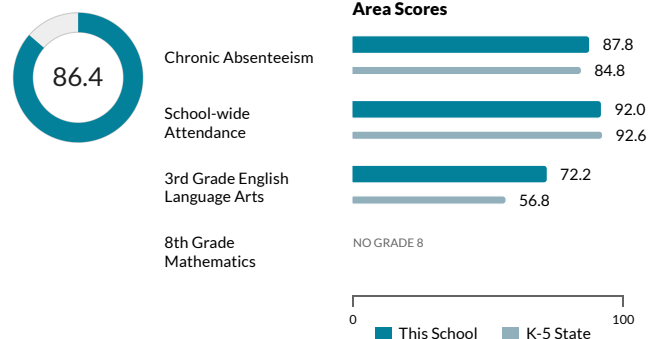 Area Scores
86.4
Chronic Absenteeism
87.8
84.8
School-wide
Attendance
92.0
92.6
3rd Grade English
Language Arts
72.2
56.8
8th Grade
Mathematics
NO GRADE 8
0
100
This School
K-5 State